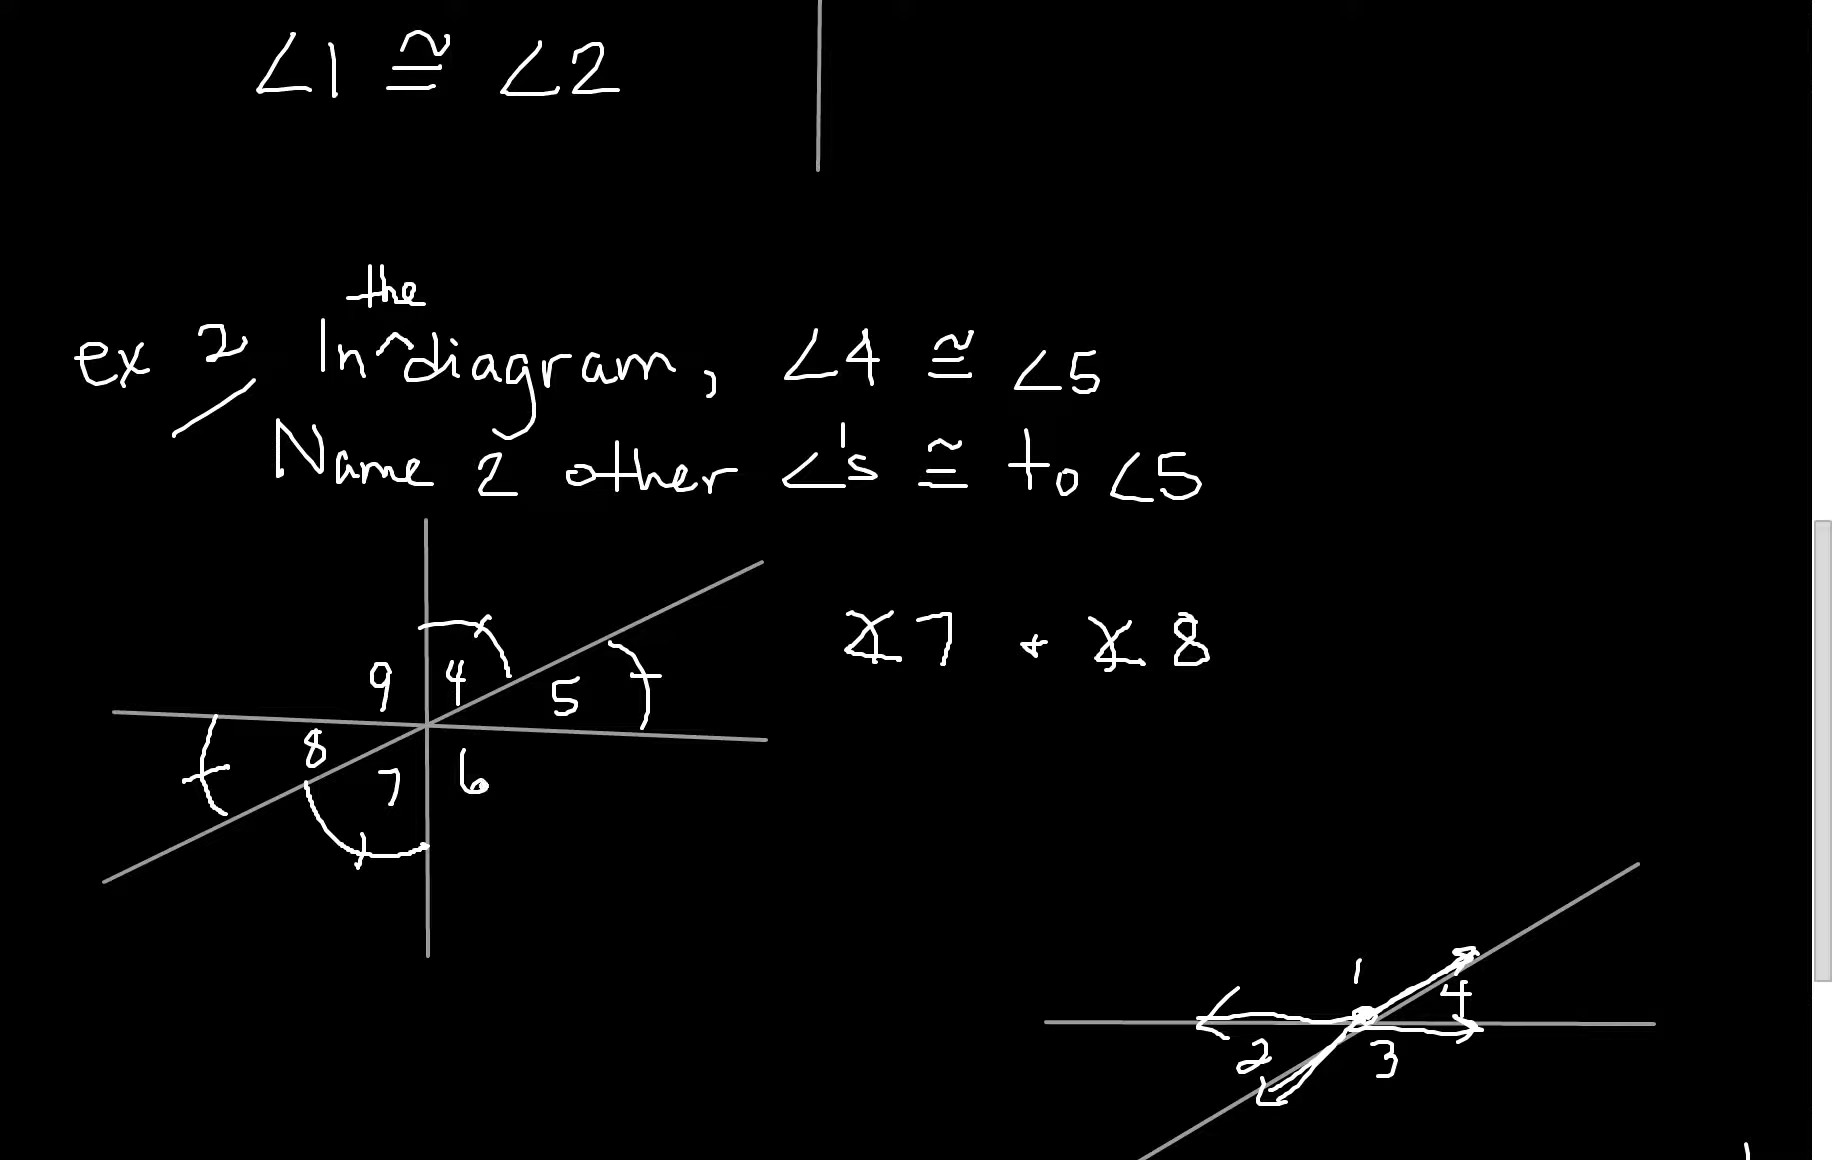 ∠1 ≅ ∠2
ex 2 In ^the diagram, ∠4 ≅ ∠5
Name 2 other ∠'s ≅ to ∠5
9 4 5
8 7 6
∡7 + ∡8
1 4
2 3